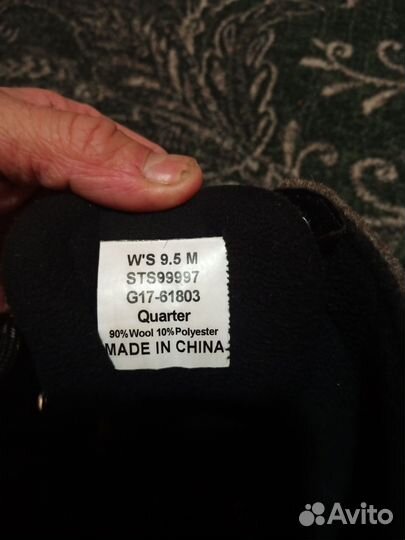 W'S 9.5 M
STS99997
G17-61803
Quarter
90% Wool 10% Polyester
MADE IN CHINA
Avito